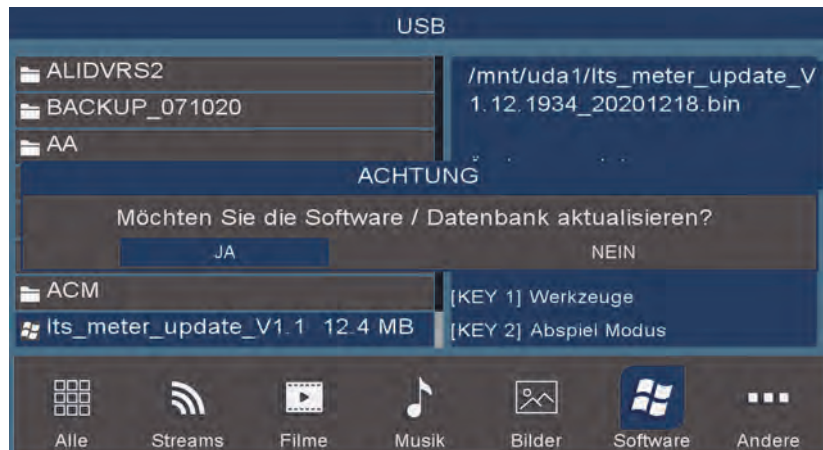 USB
ALIDVRS2
BACKUP_071020
AA
/mnt/uda1/lts_meter_update_V
1.12.1934_20201218.bin
ACHTUNG
Möchten Sie die Software / Datenbank aktualisieren?
JA NEIN
ACM
lts_meter_update_V1.1 12.4 MB
[KEY 1] Werkzeuge
[KEY 2] Abspiel Modus
Alle Streams Filme Musik Bilder Software Andere